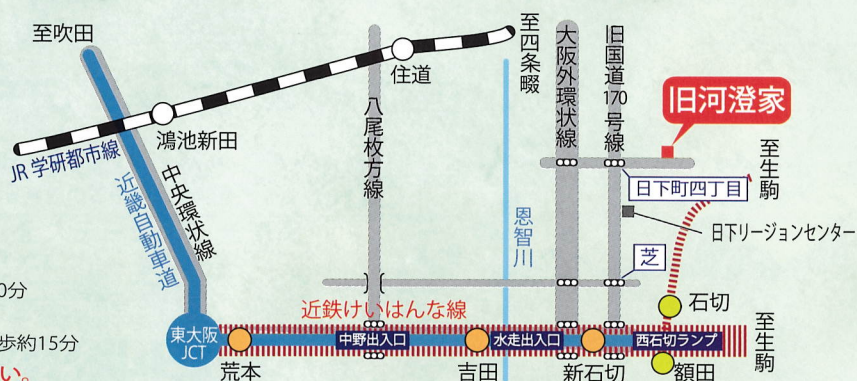 至吹田
至四条畷
大阪外環状線
旧国道170号線
住道
八尾枚方線
旧河澄家
鴻池新田
JR学研都市線
近畿自動車道
中央環状線
至生駒
日下町四丁目
日下リージョンセンター
恩智川
芝
0分
近鉄けいはんな線
石切
歩約15分
東大阪
JCT
中野出入口
水走出入口
西石切ランプ
至生駒
い。
荒本
吉田
新石切
額田